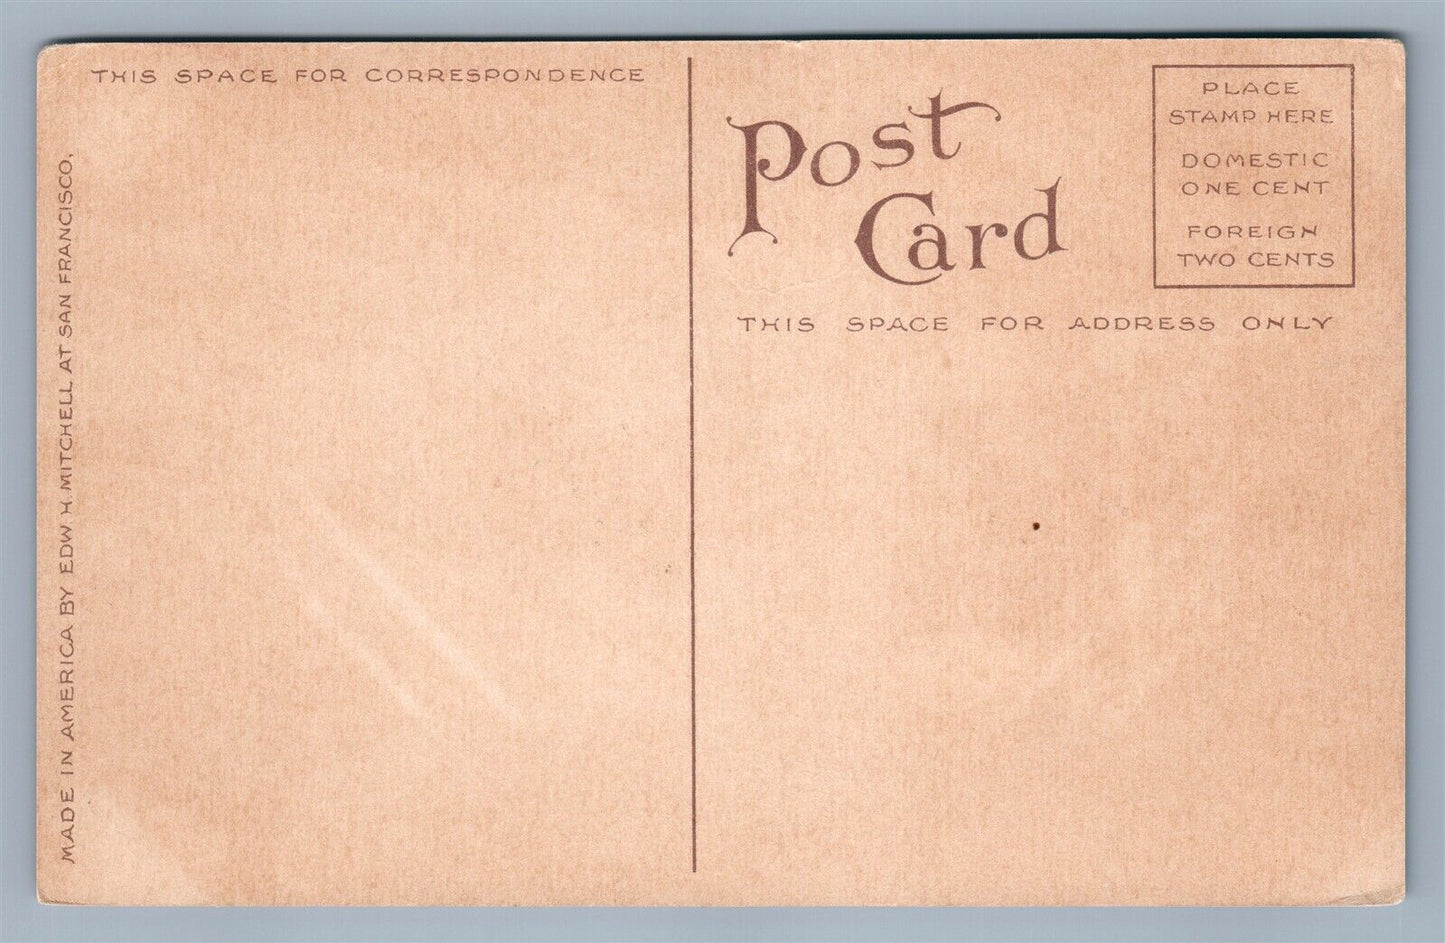 THIS SPACE FOR CORRESPONDENCE
MADE IN AMERICA BY EDW H. MITCHELL AT SAN FRANCISCO,
Post
Card
PLACE
STAMP HERE
DOMESTIC
ONE CENT
FOREIGN
TWO CENTS
THIS SPACE FOR ADDRESS ONLY